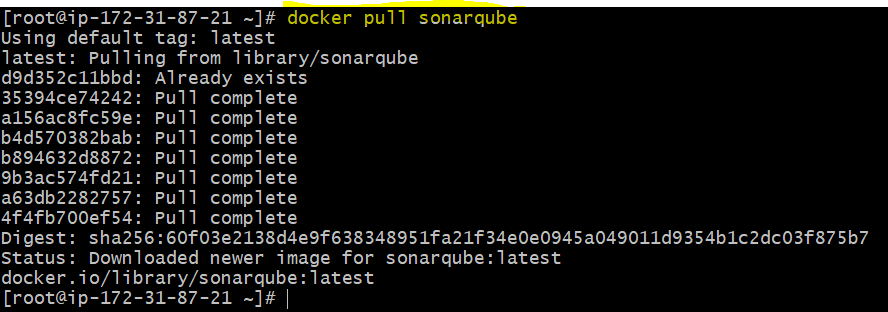 [root@ip-172-31-87-21 ~]# docker pull sonarqube
Using default tag: latest
latest: Pulling from library/sonarqube
d9d352c11bbd: Already exists
35394ce74242: Pull complete
a156ac8fc59e: Pull complete
b4d570382bab: Pull complete
b894632d8872: Pull complete
9b3ac574fd21: Pull complete
a63db2282757: Pull complete
4f4fb700ef54: Pull complete
Digest: sha256:60f03e2138d4e9f638348951fa21f34e0e0945a049011d9354b1c2dc03f875b7
Status: Downloaded newer image for sonarqube:latest
docker.io/library/sonarqube:latest
[root@ip-172-31-87-21 ~]#